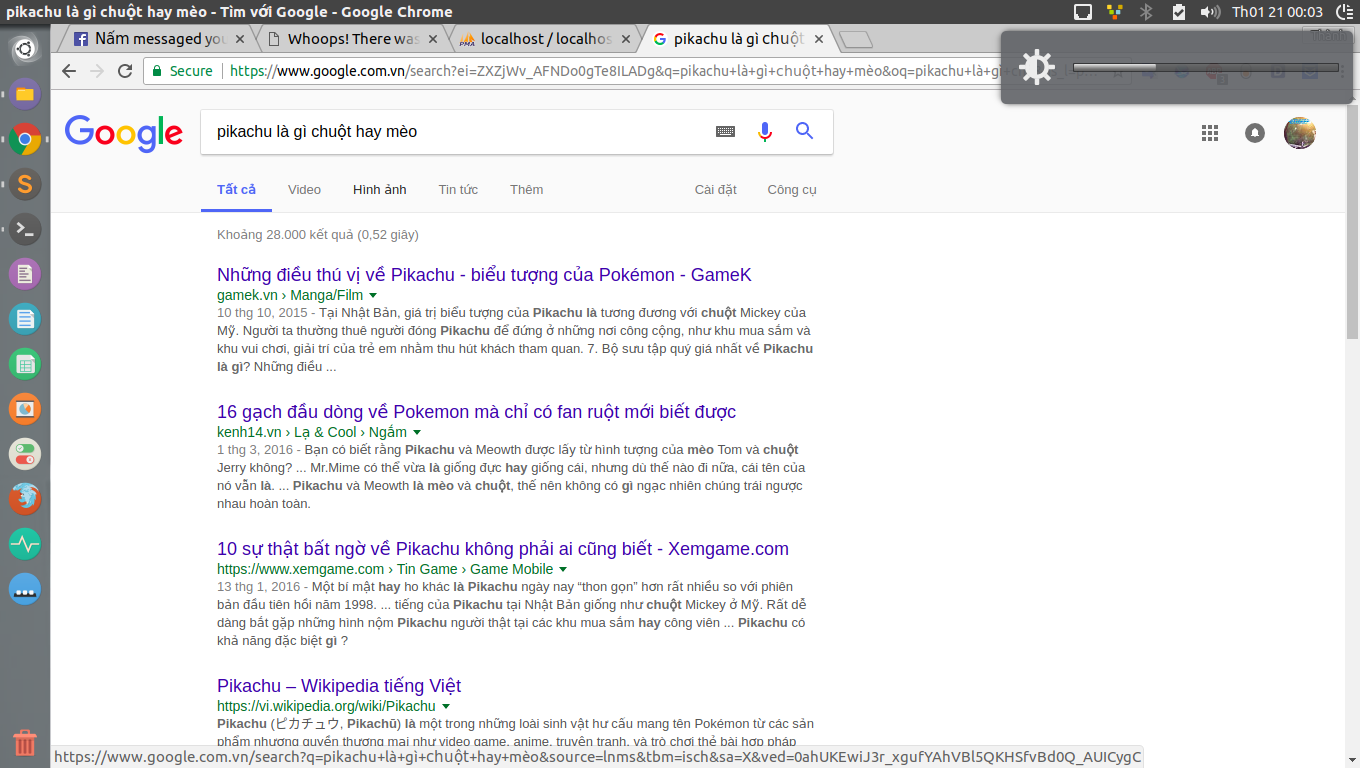 pikachu là gì chuột hay mèo - Tìm với Google - Google Chrome
Th01 21 00:03
Nấm messaged you
Whoops! There was
localhost / localhos
pikachu là gì chuột
Secure
https://www.google.com.vn/search?ei=ZXZjWv_AFNDo0gTe8ILADg&q=pikachu+là+gì+chuột+hay+mèo&oq=pikachu+là+gì+
Google
pikachu là gì chuột hay mèo
Tất cả
Video
Hình ảnh
Tin tức
Thêm
Cài đặt
Công cụ
Khoảng 28.000 kết quả (0,52 giây)
Những điều thú vị về Pikachu - biểu tượng của Pokémon - GameK
gamek.vn › Manga/Film
10 thg 10, 2015 - Tại Nhật Bản, giá trị biểu tượng của Pikachu là tương đương với chuột Mickey của
Mỹ. Người ta thường thuê người đóng Pikachu để đứng ở những nơi công cộng, như khu mua sắm và
khu vui chơi, giải trí của trẻ em nhằm thu hút khách tham quan. 7. Bộ sưu tập quý giá nhất về Pikachu
là gì? Những điều ...
16 gạch đầu dòng về Pokemon mà chỉ có fan ruột mới biết được
kenh14.vn › Lạ & Cool › Ngắm
1 thg 3, 2016 - Bạn có biết rằng Pikachu và Meowth được lấy từ hình tượng của mèo Tom và chuột
Jerry không? ... Mr.Mime có thể vừa là giống đực hay giống cái, nhưng dù thế nào đi nữa, cái tên của
nó vẫn là. ... Pikachu và Meowth là mèo và chuột, thế nên không có gì ngạc nhiên chúng trái ngược
nhau hoàn toàn.
10 sự thật bất ngờ về Pikachu không phải ai cũng biết - Xemgame.com
https://www.xemgame.com › Tin Game › Game Mobile
13 thg 1, 2016 - Một bí mật hay ho khác là Pikachu ngày nay “thon gọn” hơn rất nhiều so với phiên
bản đầu tiên hồi năm 1998. ... tiếng của Pikachu tại Nhật Bản giống như chuột Mickey ở Mỹ. Rất dễ
dàng bắt gặp những hình nộm Pikachu người thật tại các khu mua sắm hay công viên ... Pikachu có
khả năng đặc biệt gì ?
Pikachu – Wikipedia tiếng Việt
https://vi.wikipedia.org/wiki/Pikachu
Pikachu (ピカチュウ, Pikachū) là một trong những loài sinh vật hư cấu mang tên Pokémon từ các sản
phẩm nhượng quyền thương mại như video game, anime, truyện tranh, và trò chơi thẻ bài hợp pháp
https://www.google.com.vn/search?q=pikachu+là+gì+chuột+hay+mèo&source=lnms&tbm=isch&sa=X&ved=0ahUKEwiJ3r_xgufYAhVBl5QKHSfvBd0Q_AUICygC